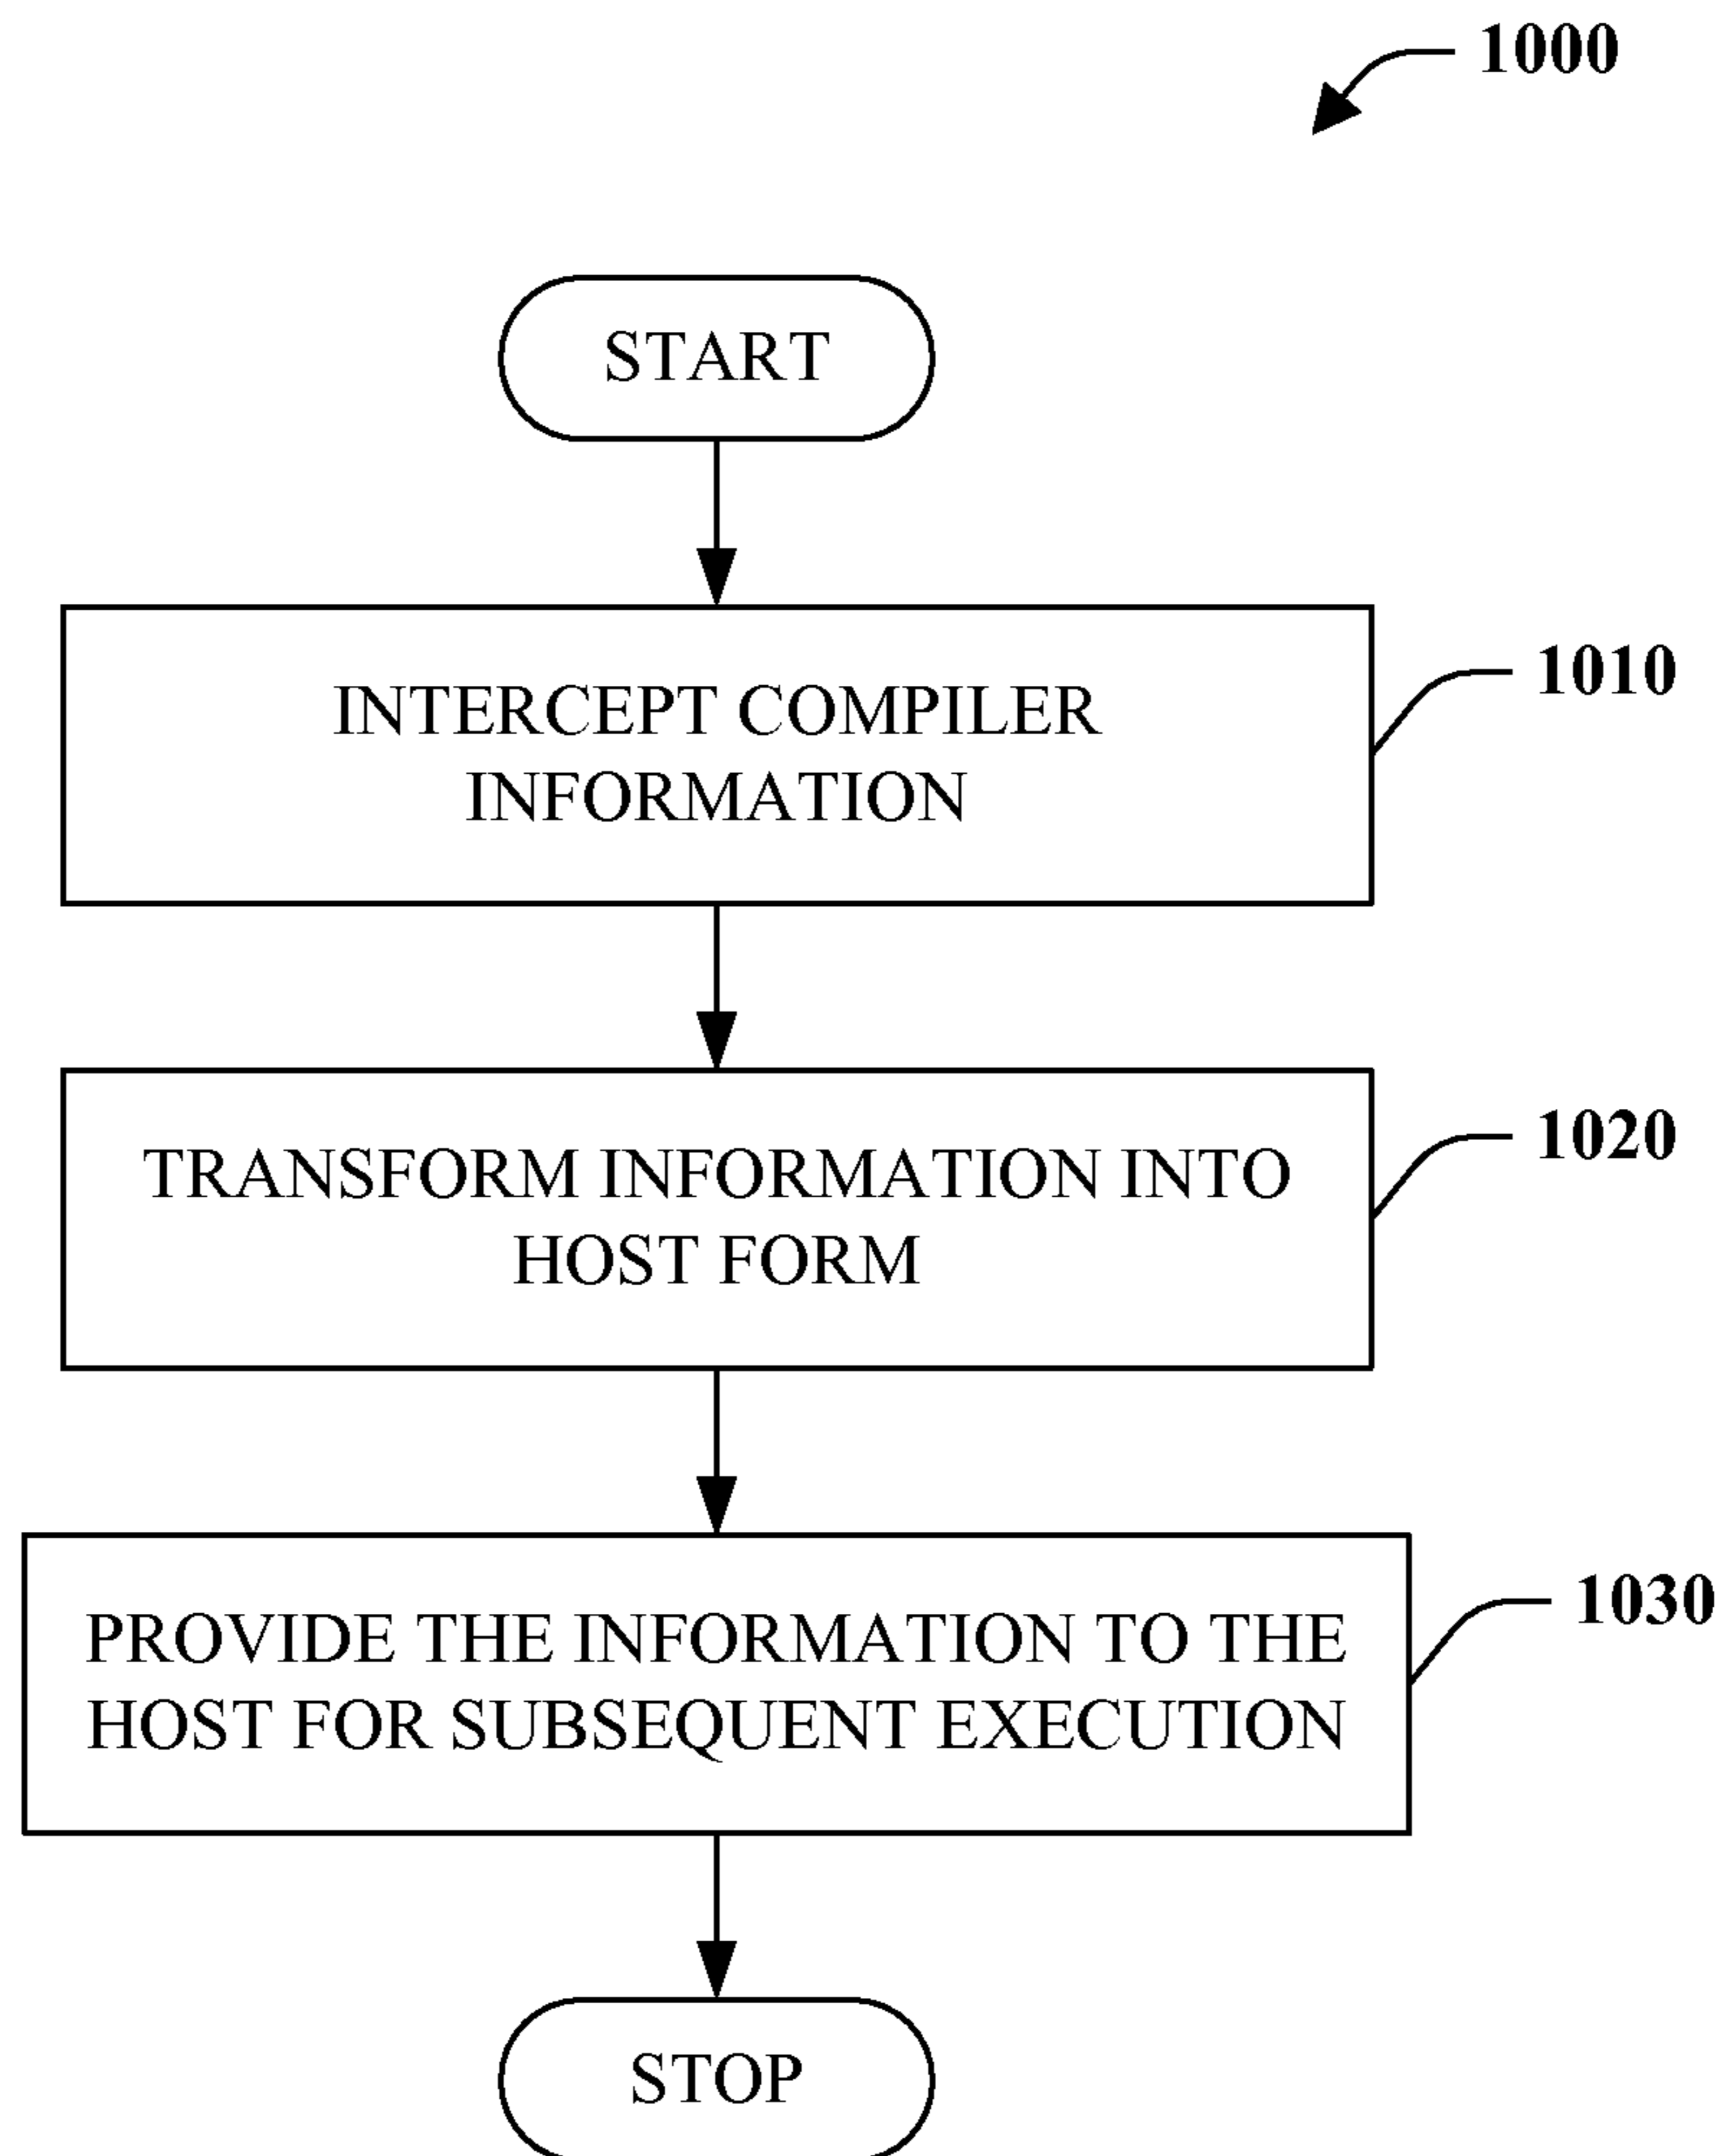 1000
START
INTERCEPT COMPILER
INFORMATION
1010
TRANSFORM INFORMATION INTO
HOST FORM
1020
PROVIDE THE INFORMATION TO THE
HOST FOR SUBSEQUENT EXECUTION
1030
STOP